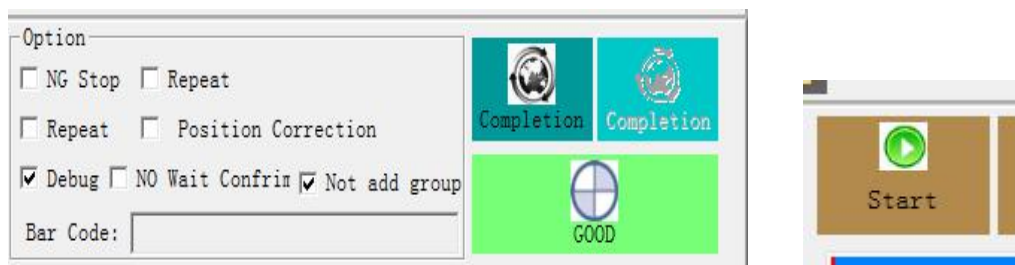 Option
NG Stop Repeat
Repeat Position Correction
Debug NO Wait Confrim Not add group
Bar Code:
Completion Completion
GOOD
Start